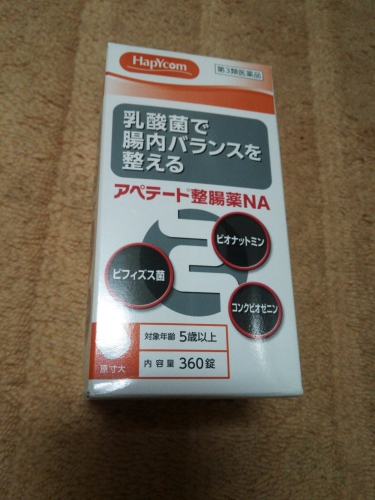 HapYcom
第3類医薬品
乳酸菌で
腸内バランスを
整える
アペテート整腸薬NA
ビオナットミン
ビフィズス菌
コンクビオゼニン
対象年齢 5歳以上
内容量 360錠
原寸大